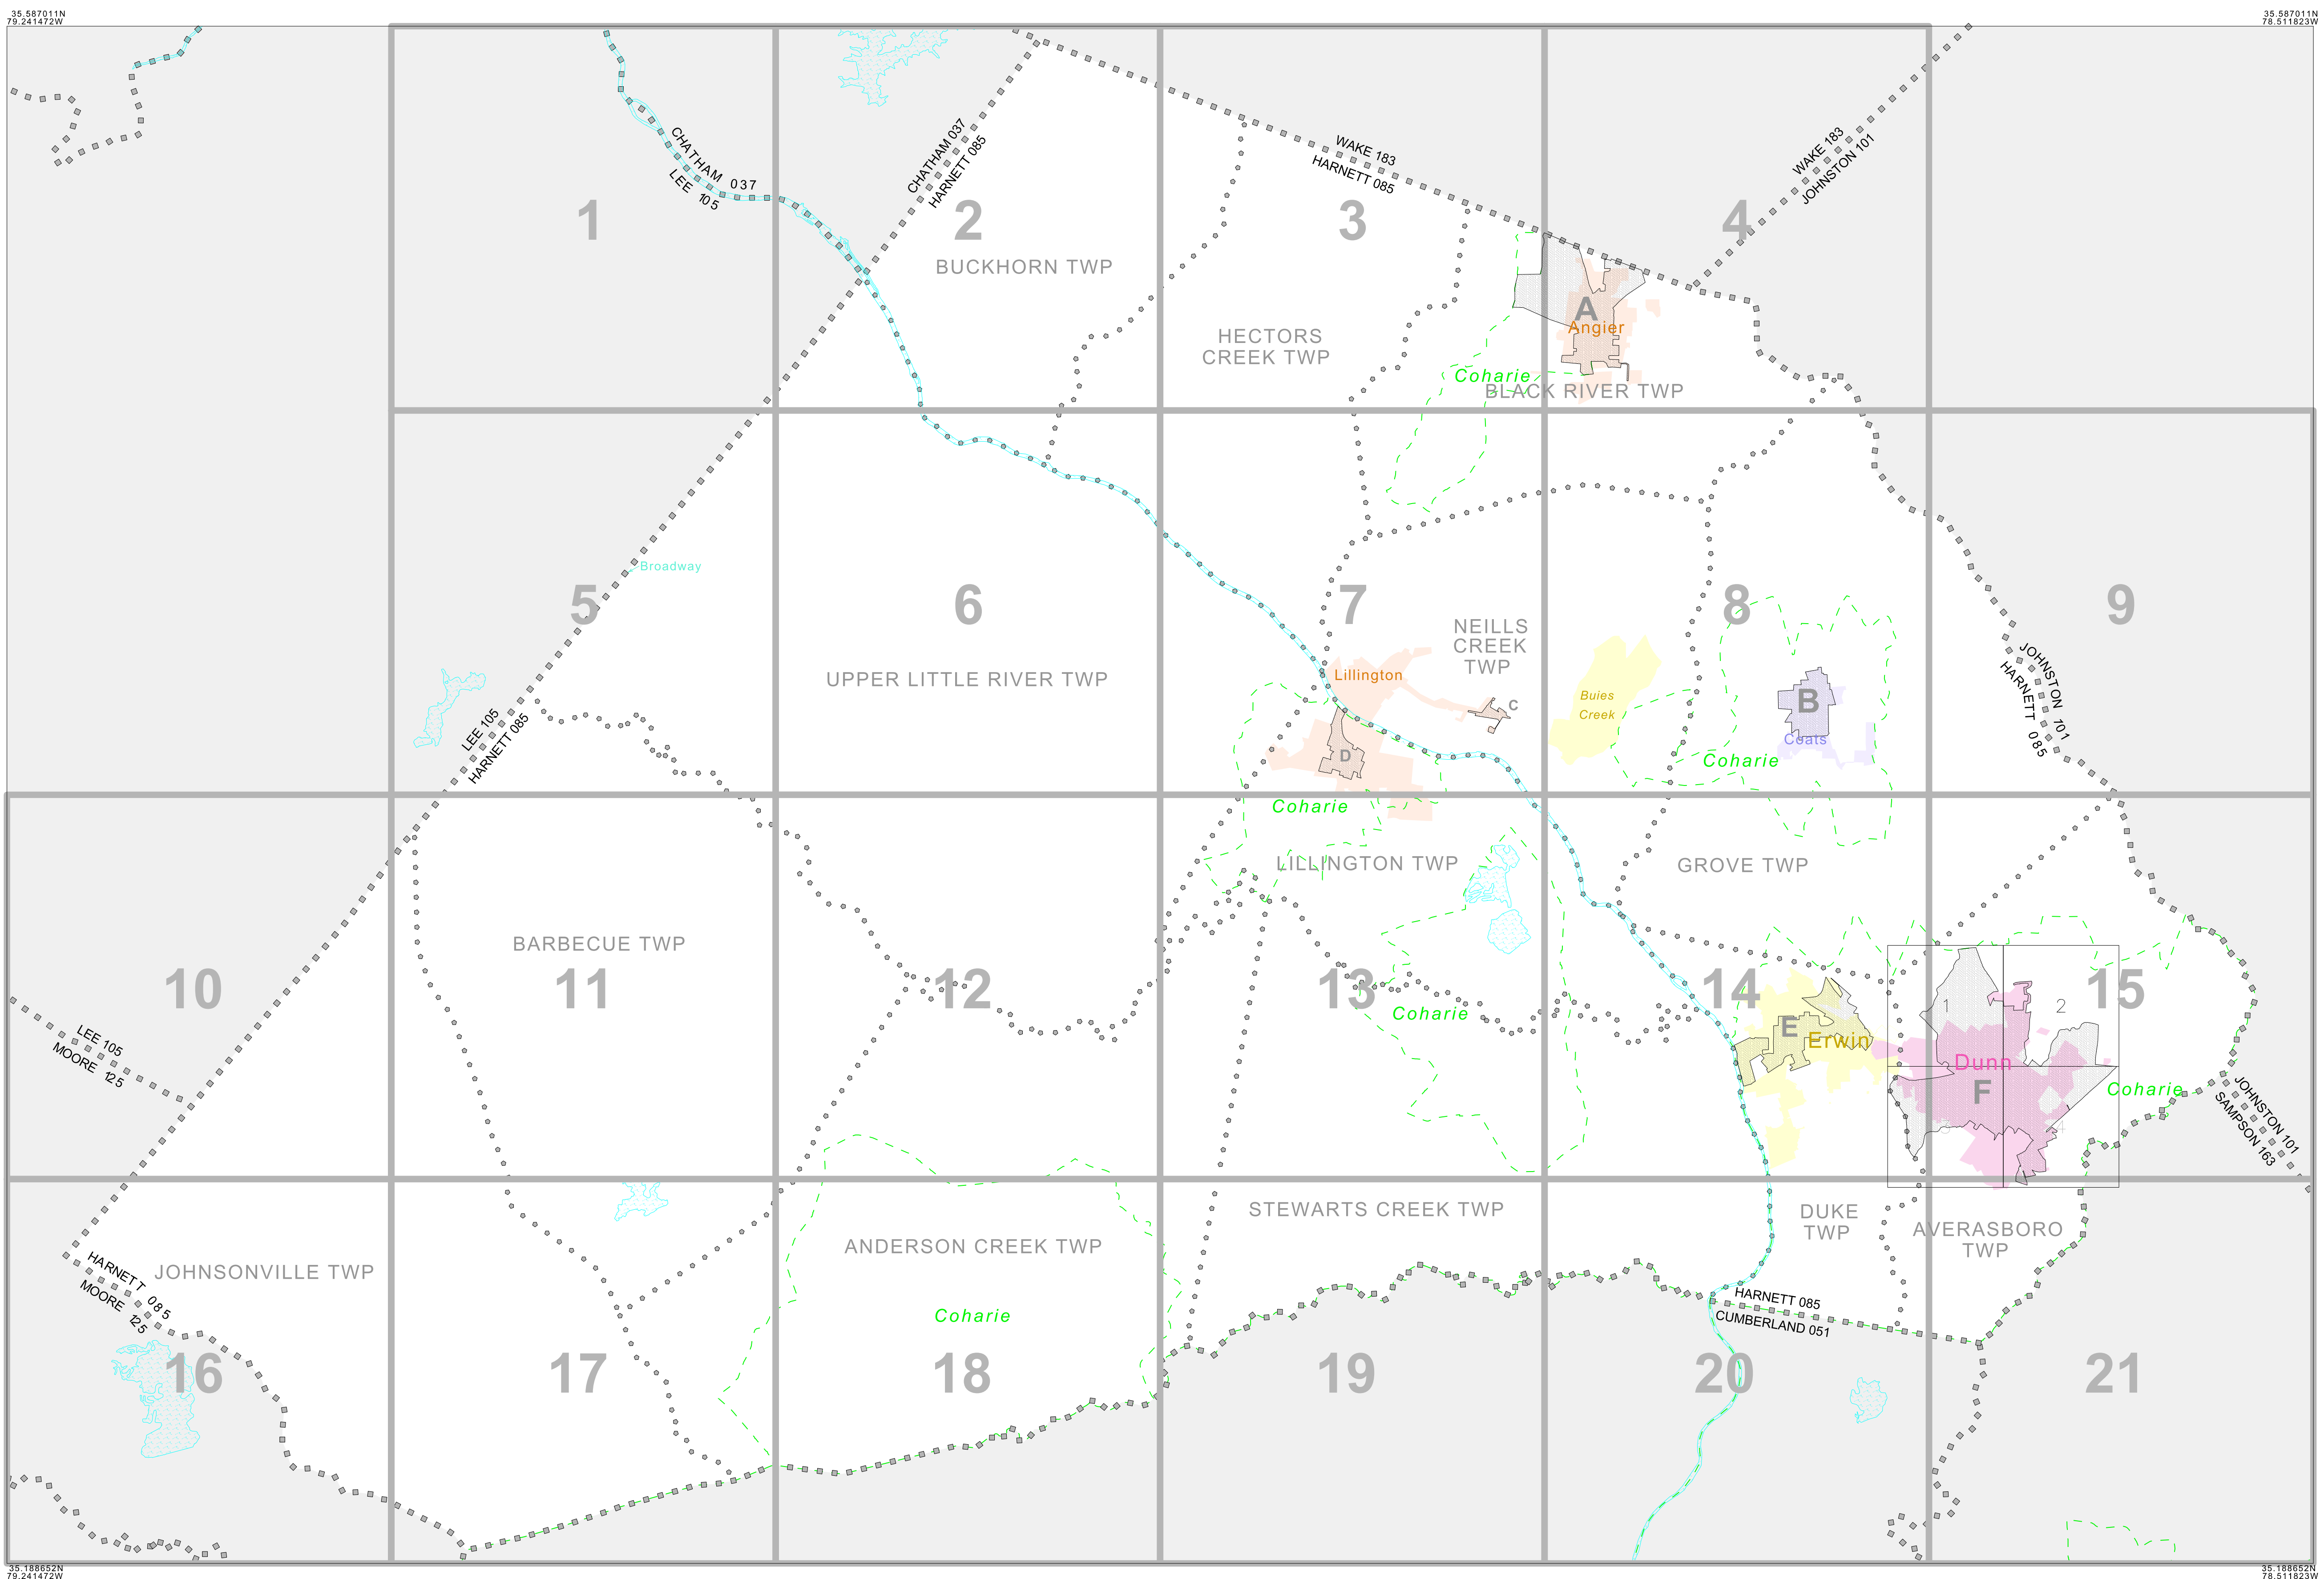 35.587011N
79.241472W
35.587011N
78.511823W
CHATHAM 037
LEE 105
CHATHAM 037
HARNETT 085
WAKE 183
HARNETT 085
WAKE 183
JOHNSTON 101
1
2
3
4
BUCKHORN TWP
HECTORS
CREEK TWP
A
Angier
Coharie
BLACK RIVER TWP
Broadway
5
6
7
8
9
NEILLS
CREEK
TWP
UPPER LITTLE RIVER TWP
Lillington
C
D
Buies
Creek
B
Coats
Coharie
JOHNSTON 101
HARNETT 085
LEE 105
HARNETT 085
Coharie
LILLINGTON TWP
GROVE TWP
BARBECUE TWP
10
11
12
13
14
15
Coharie
E
Erwin
1
2
Dunn
F
3
4
Coharie
LEE 105
MOORE 125
JOHNSTON 101
SAMPSON 163
STEWARTS CREEK TWP
DUKE
TWP
AVERASBORO
TWP
ANDERSON CREEK TWP
JOHNSONVILLE TWP
HARNETT 085
MOORE 125
Coharie
HARNETT 085
CUMBERLAND 051
16
17
18
19
20
21
35.188652N
79.241472W
35.188652N
78.511823W